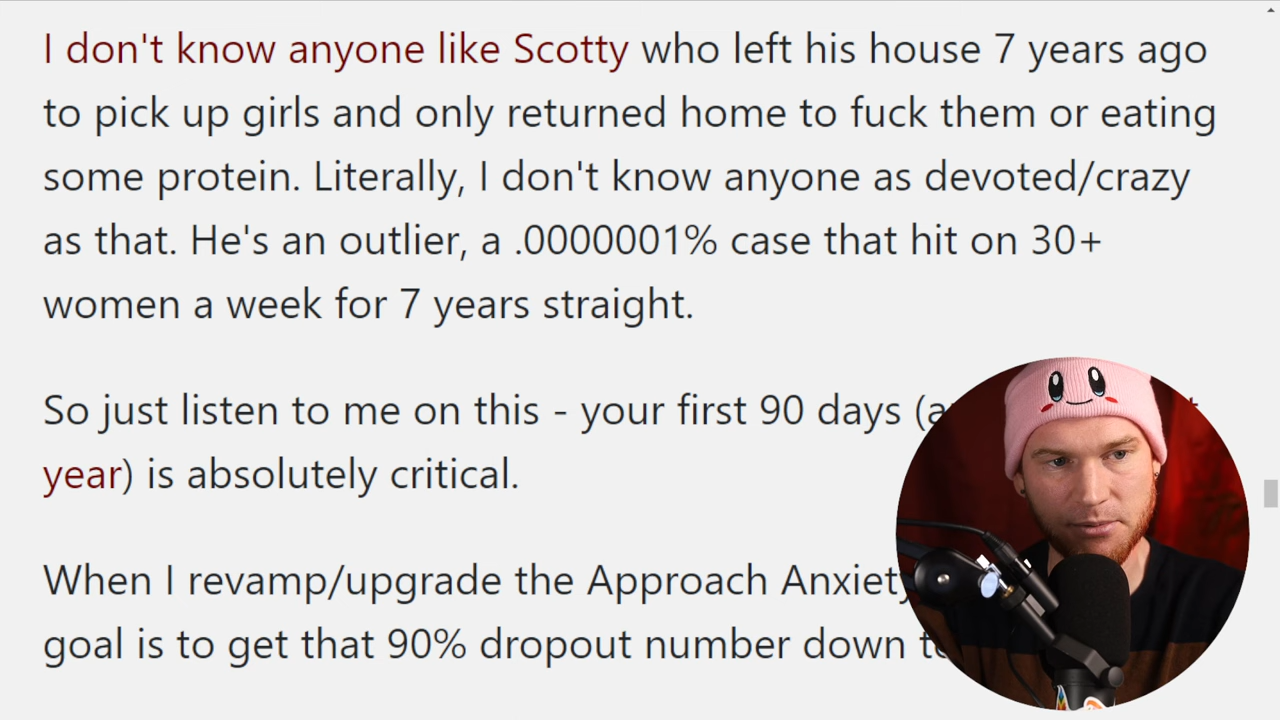 I don't know anyone like Scotty who left his house 7 years ago
to pick up girls and only returned home to fuck them or eating
some protein. Literally, I don't know anyone as devoted/crazy
as that. He's an outlier, a .0000001% case that hit on 30+
women a week for 7 years straight.
So just listen to me on this - your first 90 days
year) is absolutely critical.
When I revamp/upgrade the Approach Anxiety
goal is to get that 90% dropout number down